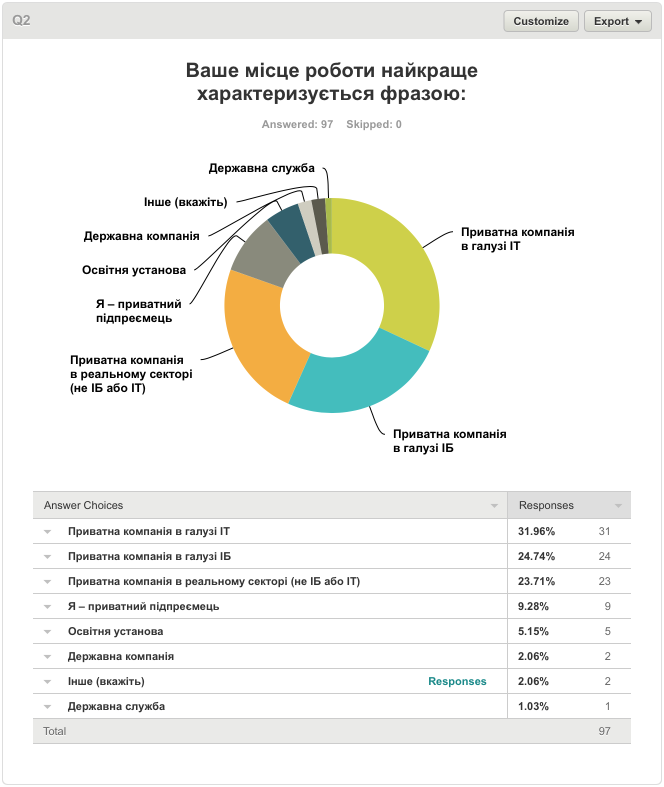 Q2
Customize
Export
Ваше місце роботи найкраще
характеризується фразою:
Answered: 97 Skipped: 0
Державна служба
Інше (вкажіть)
Державна компанія
Освітня установа
Я – приватний
підпреємець
Приватна компанія
в реальному секторі
(не ІБ або ІТ)
Приватна компанія
в галузі ІТ
Приватна компанія
в галузі ІБ
Answer Choices Responses
Приватна компанія в галузі ІТ 31.96% 31
Приватна компанія в галузі ІБ 24.74% 24
Приватна компанія в реальному секторі (не ІБ або ІТ) 23.71% 23
Я – приватний підпреємець 9.28% 9
Освітня установа 5.15% 5
Державна компанія 2.06% 2
Інше (вкажіть) Responses 2.06% 2
Державна служба 1.03% 1
Total 97